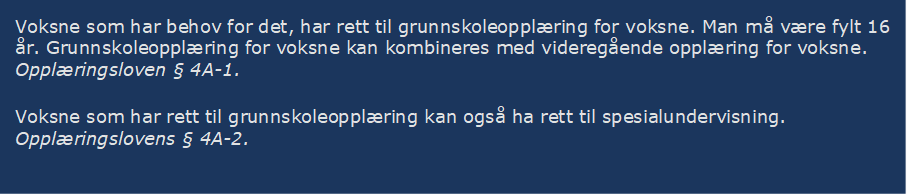 Voksne som har behov for det, har rett til grunnskoleopplæring for voksne. Man må være fylt 16
år. Grunnskoleopplæring for voksne kan kombineres med videregående opplæring for voksne.
Opplæringsloven § 4A-1.
Voksne som har rett til grunnskoleopplæring kan også ha rett til spesialundervisning.
Opplæringslovens § 4A-2.